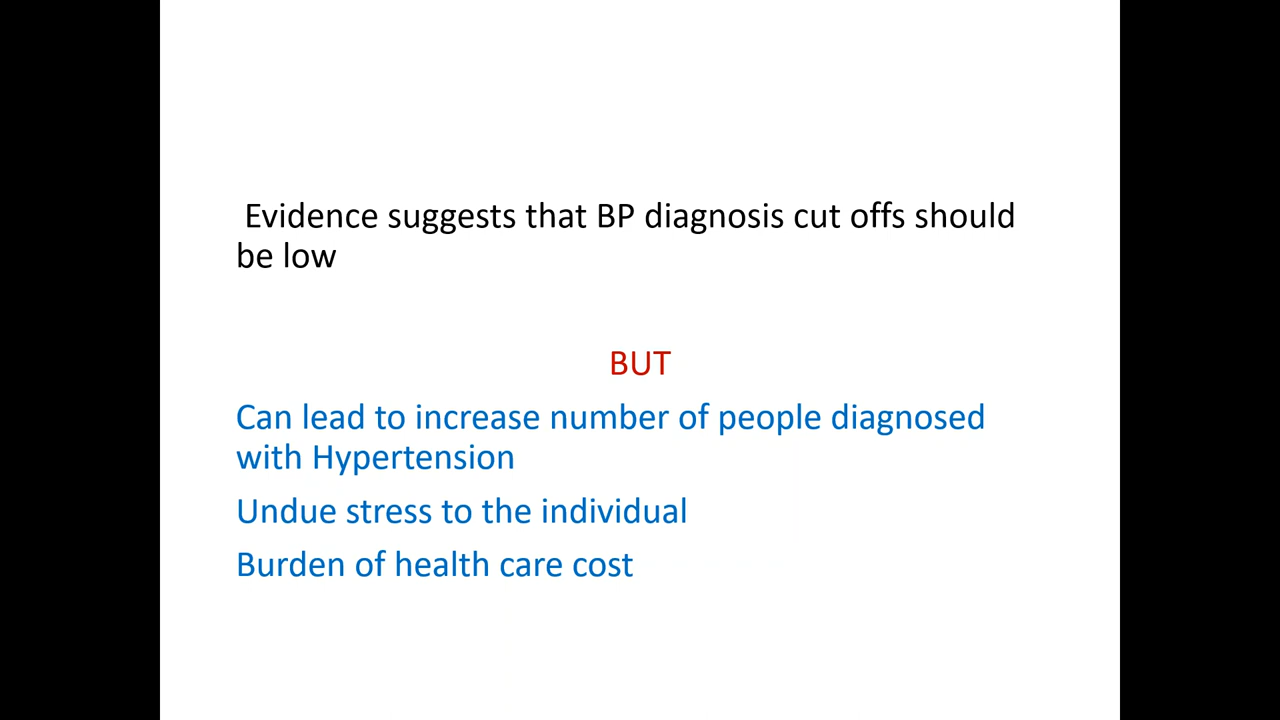 Evidence suggests that BP diagnosis cut offs should
be low
BUT
Can lead to increase number of people diagnosed
with Hypertension
Undue stress to the individual
Burden of health care cost